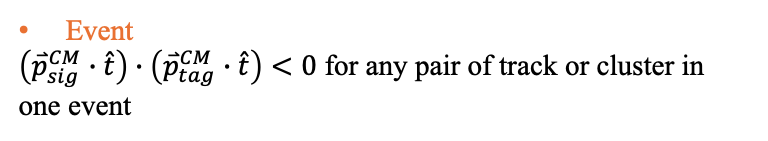 • Event
(p⃗_sig^CM · t̂) · (p⃗_tag^CM · t̂) < 0 for any pair of track or cluster in
one event